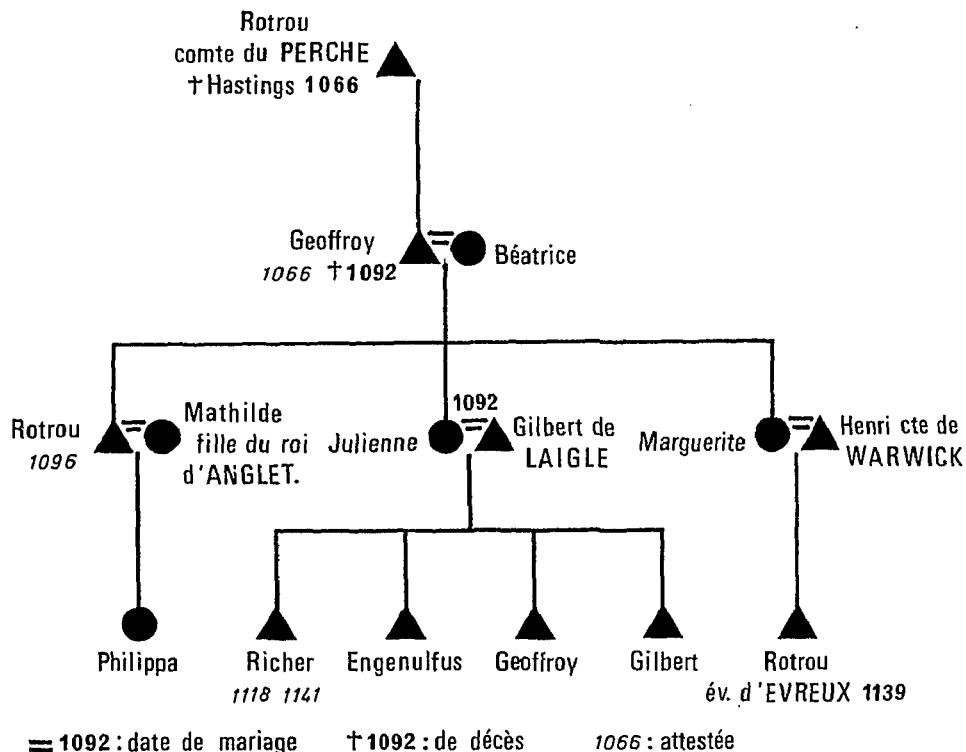 Rotrou
comte du PERCHE
†Hastings 1066
Geoffroy
1066 †1092
Béatrice
Rotrou
1096
Mathilde
fille du roi
d'ANGLET.
1092
Julienne
Gilbert de
LAIGLE
Marguerite
Henri cte de
WARWICK
Philippa
Richer
1118 1141
Engenulfus
Geoffroy
Gilbert
Rotrou
év. d'EVREUX 1139
= 1092 : date de mariage †1092 : de décès 1066 : attestée